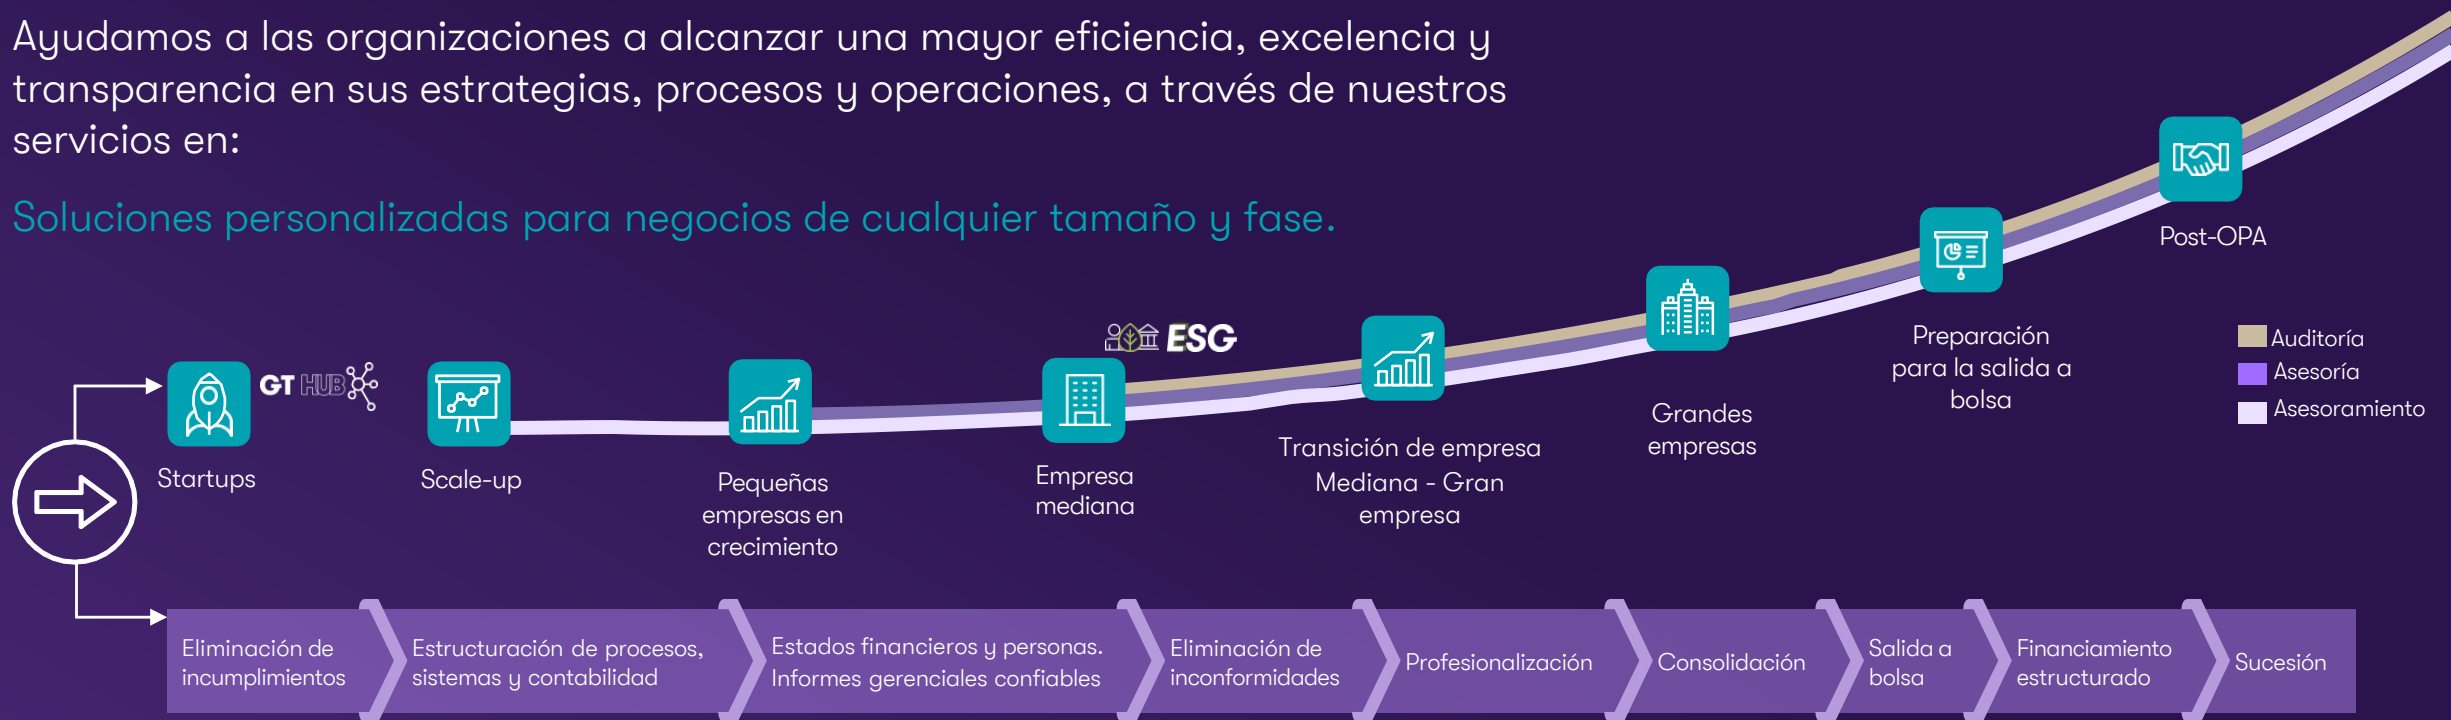 Ayudamos a las organizaciones a alcanzar una mayor eficiencia, excelencia y
transparencia en sus estrategias, procesos y operaciones, a través de nuestros
servicios en:
Soluciones personalizadas para negocios de cualquier tamaño y fase.
GT HUB
Startups
Scale-up
Pequeñas
empresas en
crecimiento
ESG
Empresa
mediana
Transición de empresa
Mediana - Gran
empresa
Grandes
empresas
Preparación
para la salida a
bolsa
Post-OPA
Auditoría
Asesoría
Asesoramiento
Eliminación de
incumplimientos
Estructuración de procesos,
sistemas y contabilidad
Estados financieros y personas.
Informes gerenciales confiables
Eliminación de
inconformidades
Profesionalización
Consolidación
Salida a
bolsa
Financiamiento
estructurado
Sucesión